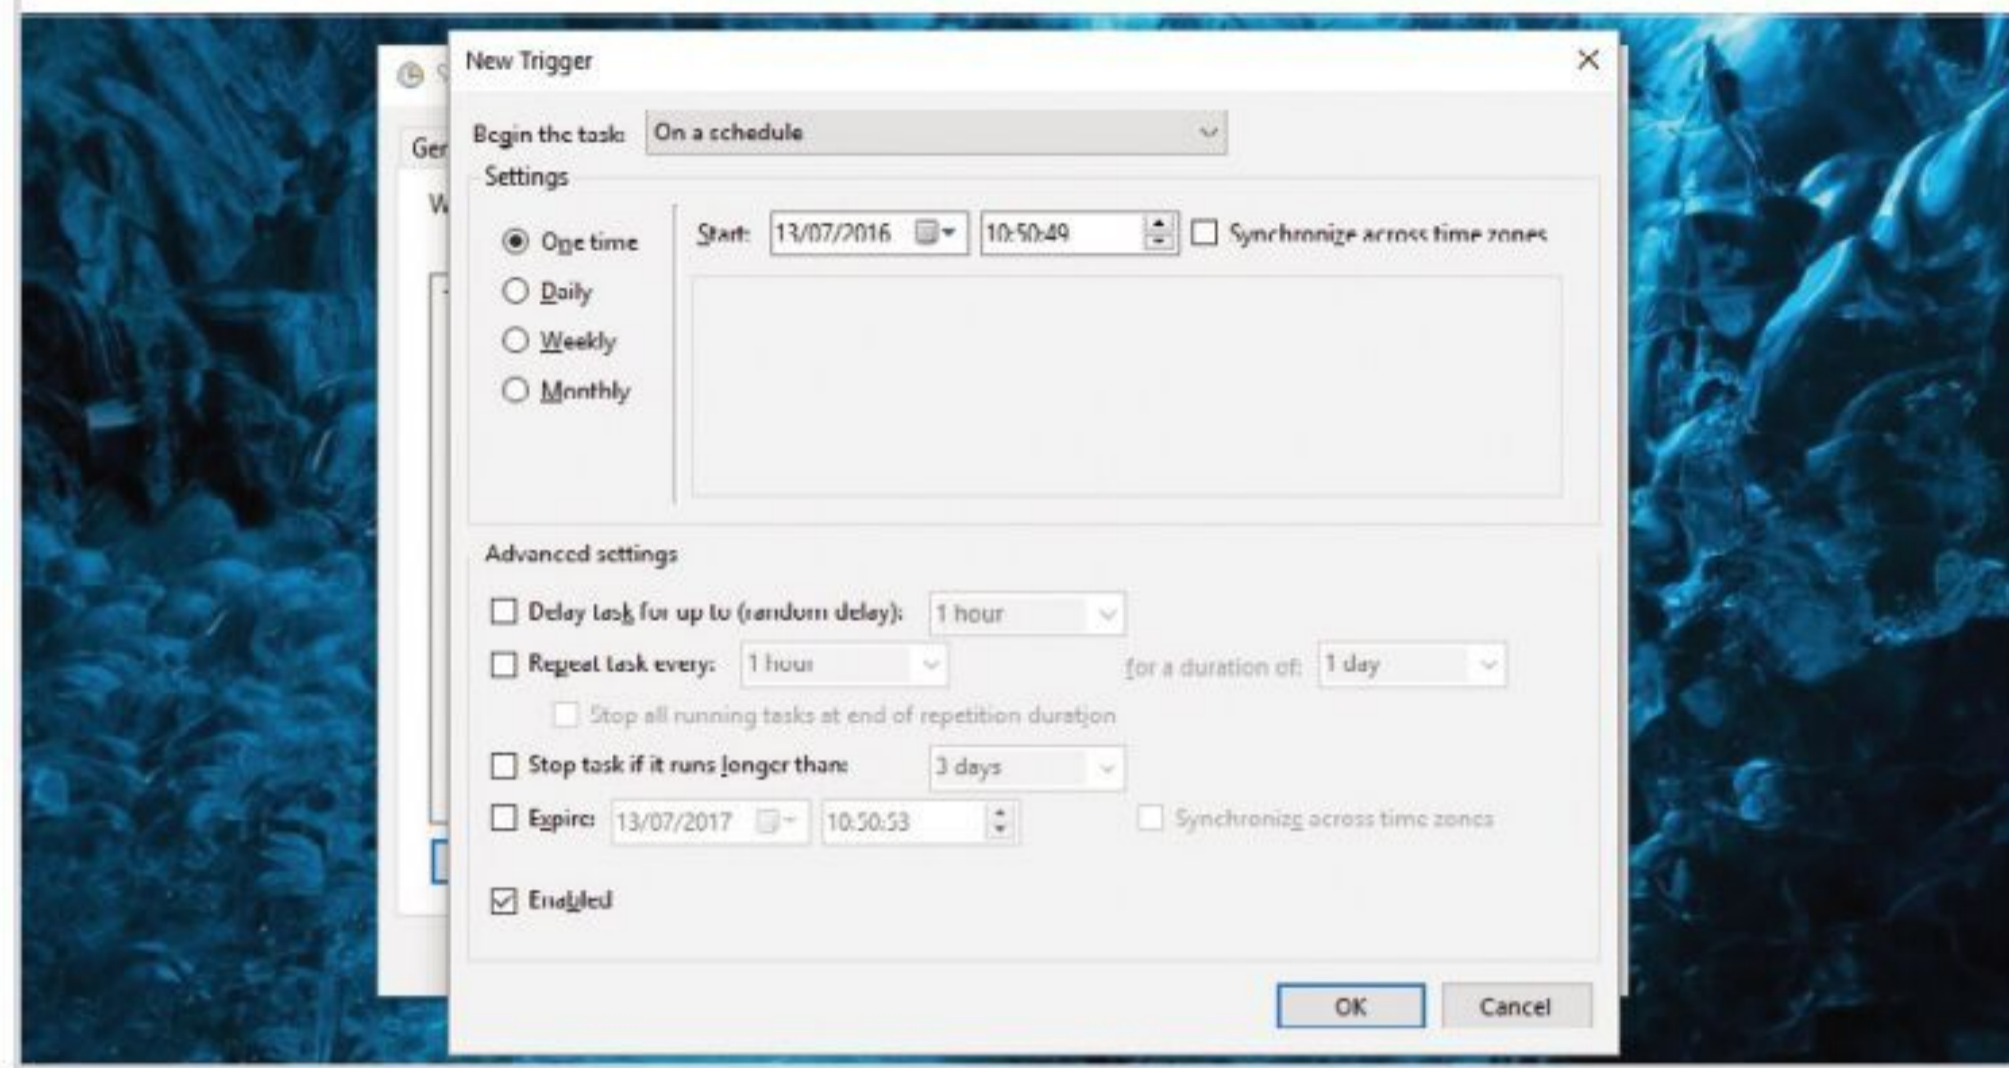 New Trigger
Begin the task: On a schedule
Settings
One time
Start: 13/07/2016 10:50:49 Synchronize across time zones
Daily
Weekly
Monthly
Advanced settings
Delay task for up to (random delay): 1 hour
Repeat task every: 1 hour for a duration of: 1 day
Stop all running tasks at end of repetition duration
Stop task if it runs longer than: 3 days
Expire: 13/07/2017 10:50:53 Synchronize across time zones
Enabled
OK Cancel